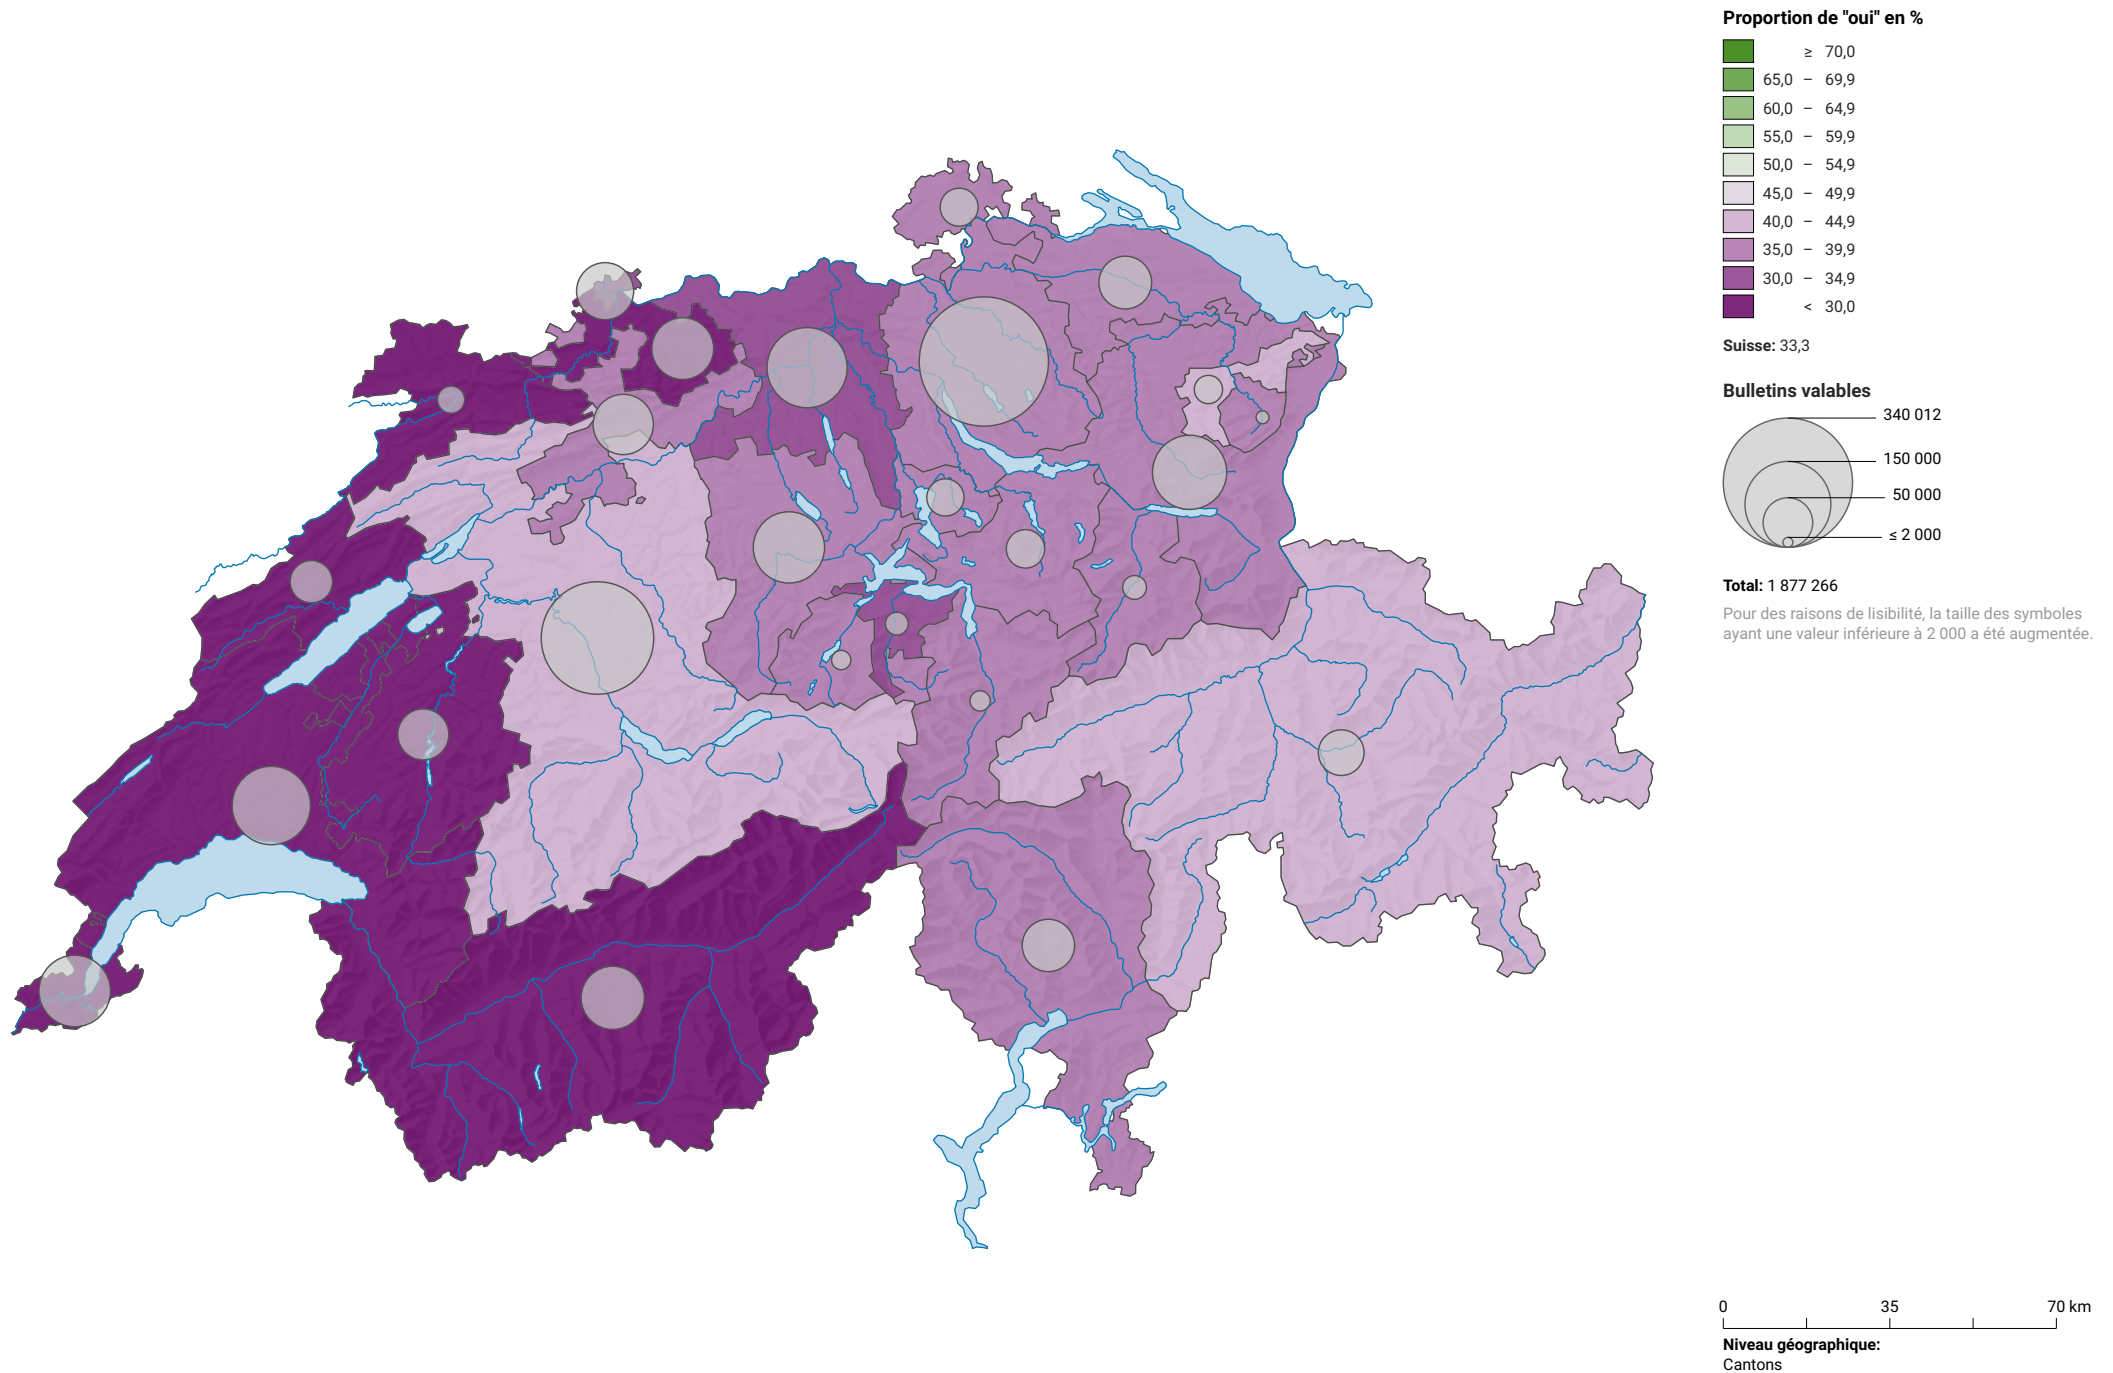 Proportion de "oui" en %
≥ 70,0
65,0 – 69,9
60,0 – 64,9
55,0 – 59,9
50,0 – 54,9
45,0 – 49,9
40,0 – 44,9
35,0 – 39,9
30,0 – 34,9
< 30,0
Suisse: 33,3
Bulletins valables
340 012
150 000
50 000
≤ 2 000
Total: 1 877 266
Pour des raisons de lisibilité, la taille des symboles
ayant une valeur inférieure à 2 000 a été augmentée.
0 35 70 km
Niveau géographique:
Cantons